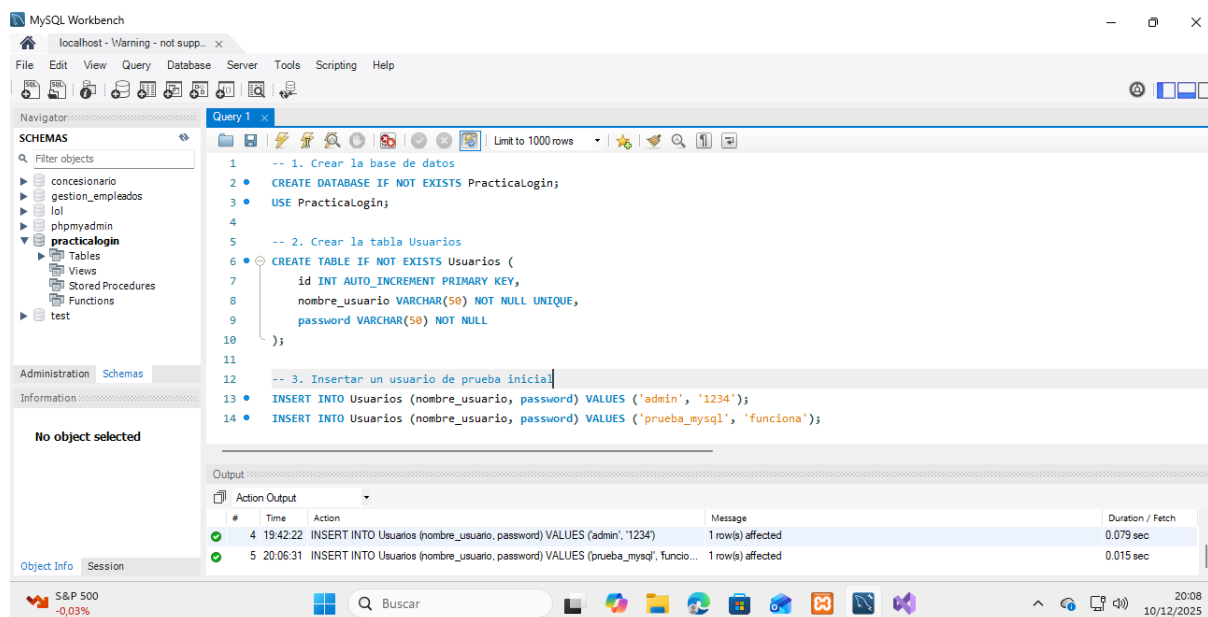 MySQL Workbench
localhost - Warning - not supp...
File Edit View Query Database Server Tools Scripting Help
Navigator
SCHEMAS
Filter objects
concesionario
gestion_empleados
lol
phpmyadmin
practicalogin
Tables
Views
Stored Procedures
Functions
test
Administration Schemas
Information
No object selected
Object Info Session
Query 1
Limit to 1000 rows
1 -- 1. Crear la base de datos
2 CREATE DATABASE IF NOT EXISTS PracticaLogin;
3 USE PracticaLogin;
4
5 -- 2. Crear la tabla Usuarios
6 CREATE TABLE IF NOT EXISTS Usuarios (
7 id INT AUTO_INCREMENT PRIMARY KEY,
8 nombre_usuario VARCHAR(50) NOT NULL UNIQUE,
9 password VARCHAR(50) NOT NULL
10 );
11
12 -- 3. Insertar un usuario de prueba inicial
13 INSERT INTO Usuarios (nombre_usuario, password) VALUES ('admin', '1234');
14 INSERT INTO Usuarios (nombre_usuario, password) VALUES ('prueba_mysql', 'funciona');
Output
Action Output
# Time Action Message Duration / Fetch
4 19:42:22 INSERT INTO Usuarios (nombre_usuario, password) VALUES ('admin', '1234') 1 row(s) affected 0.079 sec
5 20:06:31 INSERT INTO Usuarios (nombre_usuario, password) VALUES ('prueba_mysql', 'funcio... 1 row(s) affected 0.015 sec
S&P 500
-0,03%
Buscar
20:08
10/12/2025